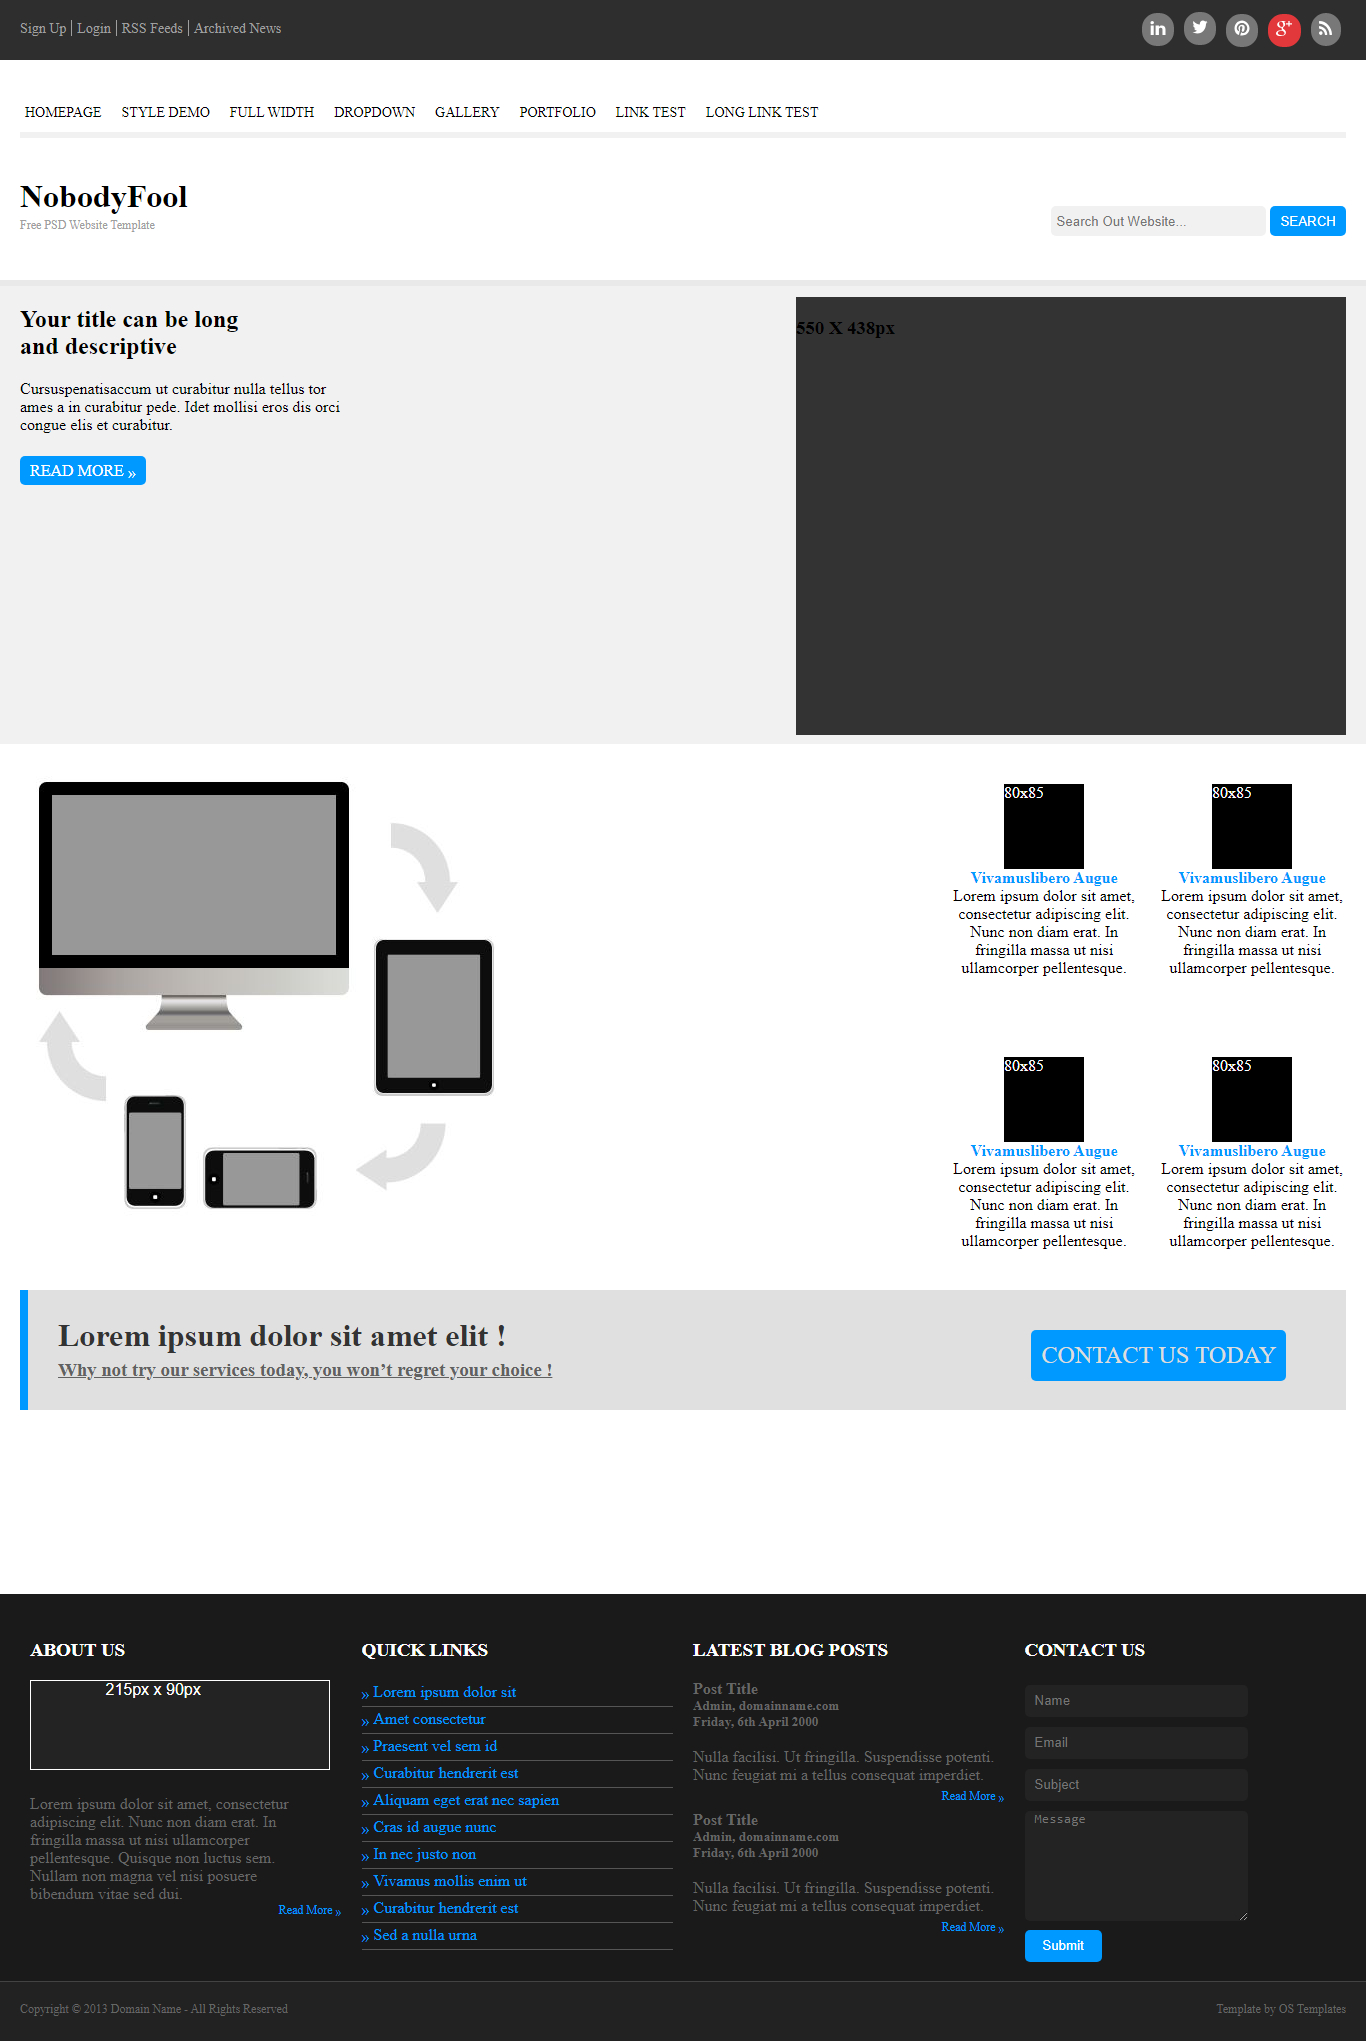 Sign Up | Login | RSS Feeds | Archived News
HOMEPAGE STYLE DEMO FULL WIDTH DROPDOWN GALLERY PORTFOLIO LINK TEST LONG LINK TEST
NobodyFool
Free PSD Website Template
Search Out Website... SEARCH
Your title can be long
and descriptive
Cursuspenatisaccum ut curabitur nulla tellus tor
ames a in curabitur pede. Idet mollisi eros dis orci
congue elis et curabitur.
READ MORE »
550 X 438px
80x85
Vivamuslibero Augue
Lorem ipsum dolor sit amet,
consectetur adipiscing elit.
Nunc non diam erat. In
fringilla massa ut nisi
ullamcorper pellentesque.
80x85
Vivamuslibero Augue
Lorem ipsum dolor sit amet,
consectetur adipiscing elit.
Nunc non diam erat. In
fringilla massa ut nisi
ullamcorper pellentesque.
80x85
Vivamuslibero Augue
Lorem ipsum dolor sit amet,
consectetur adipiscing elit.
Nunc non diam erat. In
fringilla massa ut nisi
ullamcorper pellentesque.
80x85
Vivamuslibero Augue
Lorem ipsum dolor sit amet,
consectetur adipiscing elit.
Nunc non diam erat. In
fringilla massa ut nisi
ullamcorper pellentesque.
Lorem ipsum dolor sit amet elit !
Why not try our services today, you won’t regret your choice !
CONTACT US TODAY
ABOUT US
215px x 90px
Lorem ipsum dolor sit amet, consectetur
adipiscing elit. Nunc non diam erat. In
fringilla massa ut nisi ullamcorper
pellentesque. Quisque non luctus sem.
Nullam non magna vel nisi posuere
bibendum vitae sed dui.
Read More »
QUICK LINKS
» Lorem ipsum dolor sit
» Amet consectetur
» Praesent vel sem id
» Curabitur hendrerit est
» Aliquam eget erat nec sapien
» Cras id augue nunc
» In nec justo non
» Vivamus mollis enim ut
» Curabitur hendrerit est
» Sed a nulla urna
LATEST BLOG POSTS
Post Title
Admin, domainname.com
Friday, 6th April 2000
Nulla facilisi. Ut fringilla. Suspendisse potenti.
Nunc feugiat mi a tellus consequat imperdiet.
Read More »
Post Title
Admin, domainname.com
Friday, 6th April 2000
Nulla facilisi. Ut fringilla. Suspendisse potenti.
Nunc feugiat mi a tellus consequat imperdiet.
Read More »
CONTACT US
Name
Email
Subject
Message
Submit
Copyright © 2013 Domain Name - All Rights Reserved
Template by OS Templates